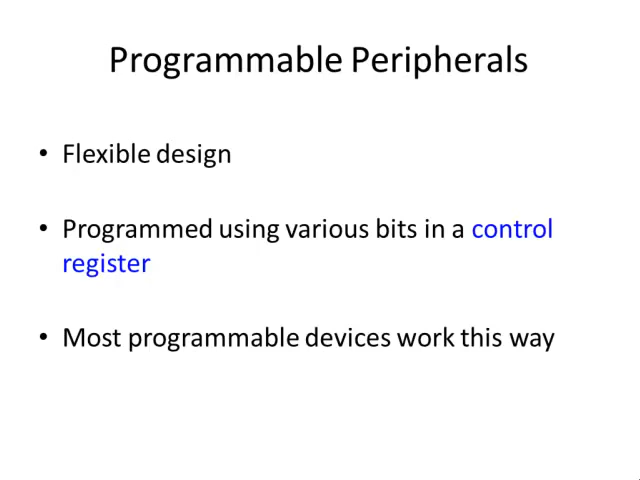 Programmable Peripherals
• Flexible design
• Programmed using various bits in a control
register
• Most programmable devices work this way